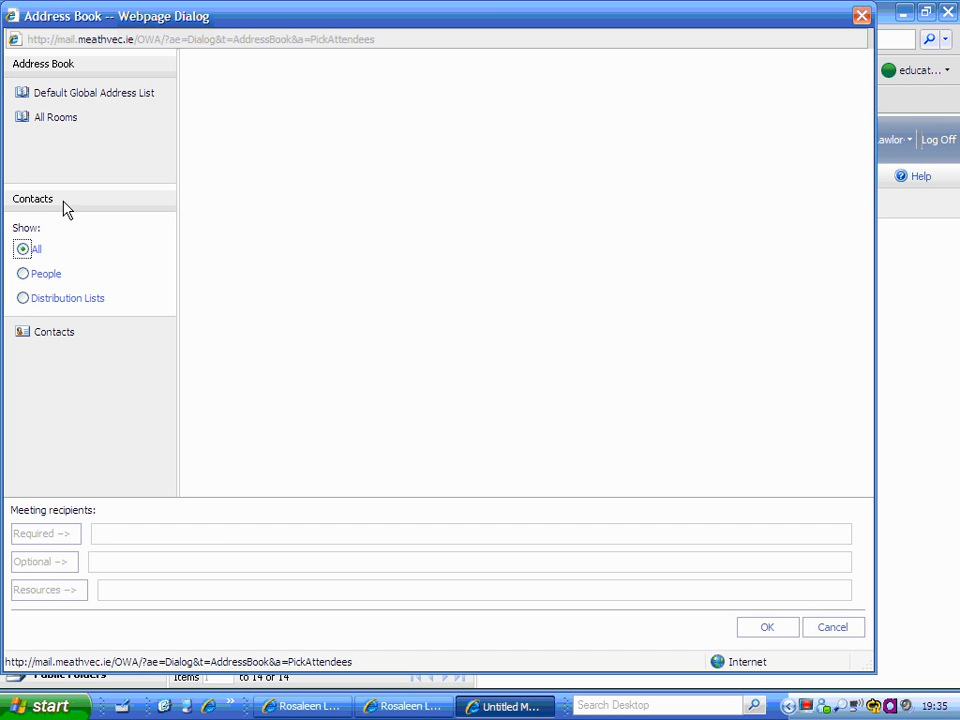 Address Book -- Webpage Dialog
http://mail.meathvec.ie/OWA/?ae=Dialog&t=AddressBook&a=PickAttendees
Address Book
Default Global Address List
All Rooms
educat...
Log Off
Help
Contacts
Show:
All
People
Distribution Lists
Contacts
Meeting recipients:
Required ->
Optional ->
Resources ->
OK Cancel
http://mail.meathvec.ie/OWA/?ae=Dialog&t=AddressBook&a=PickAttendees Internet
Public Folders Items to 14 of 14
start Rosaleen L... Rosaleen L... Untitled M... Search Desktop 19:35